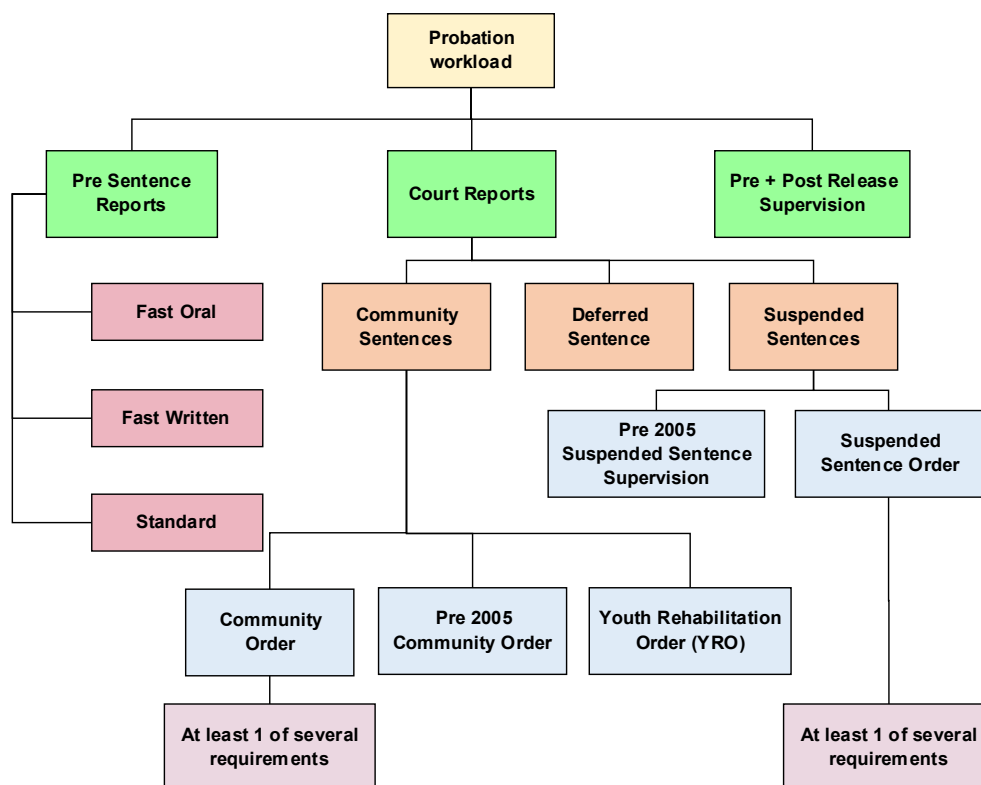 Probation
workload
Pre Sentence
Reports
Court Reports
Pre + Post Release
Supervision
Fast Oral
Community
Sentences
Deferred
Sentence
Suspended
Sentences
Fast Written
Pre 2005
Suspended Sentence
Supervision
Suspended
Sentence Order
Standard
Community
Order
Pre 2005
Community Order
Youth Rehabilitation
Order (YRO)
At least 1 of several
requirements
At least 1 of several
requirements